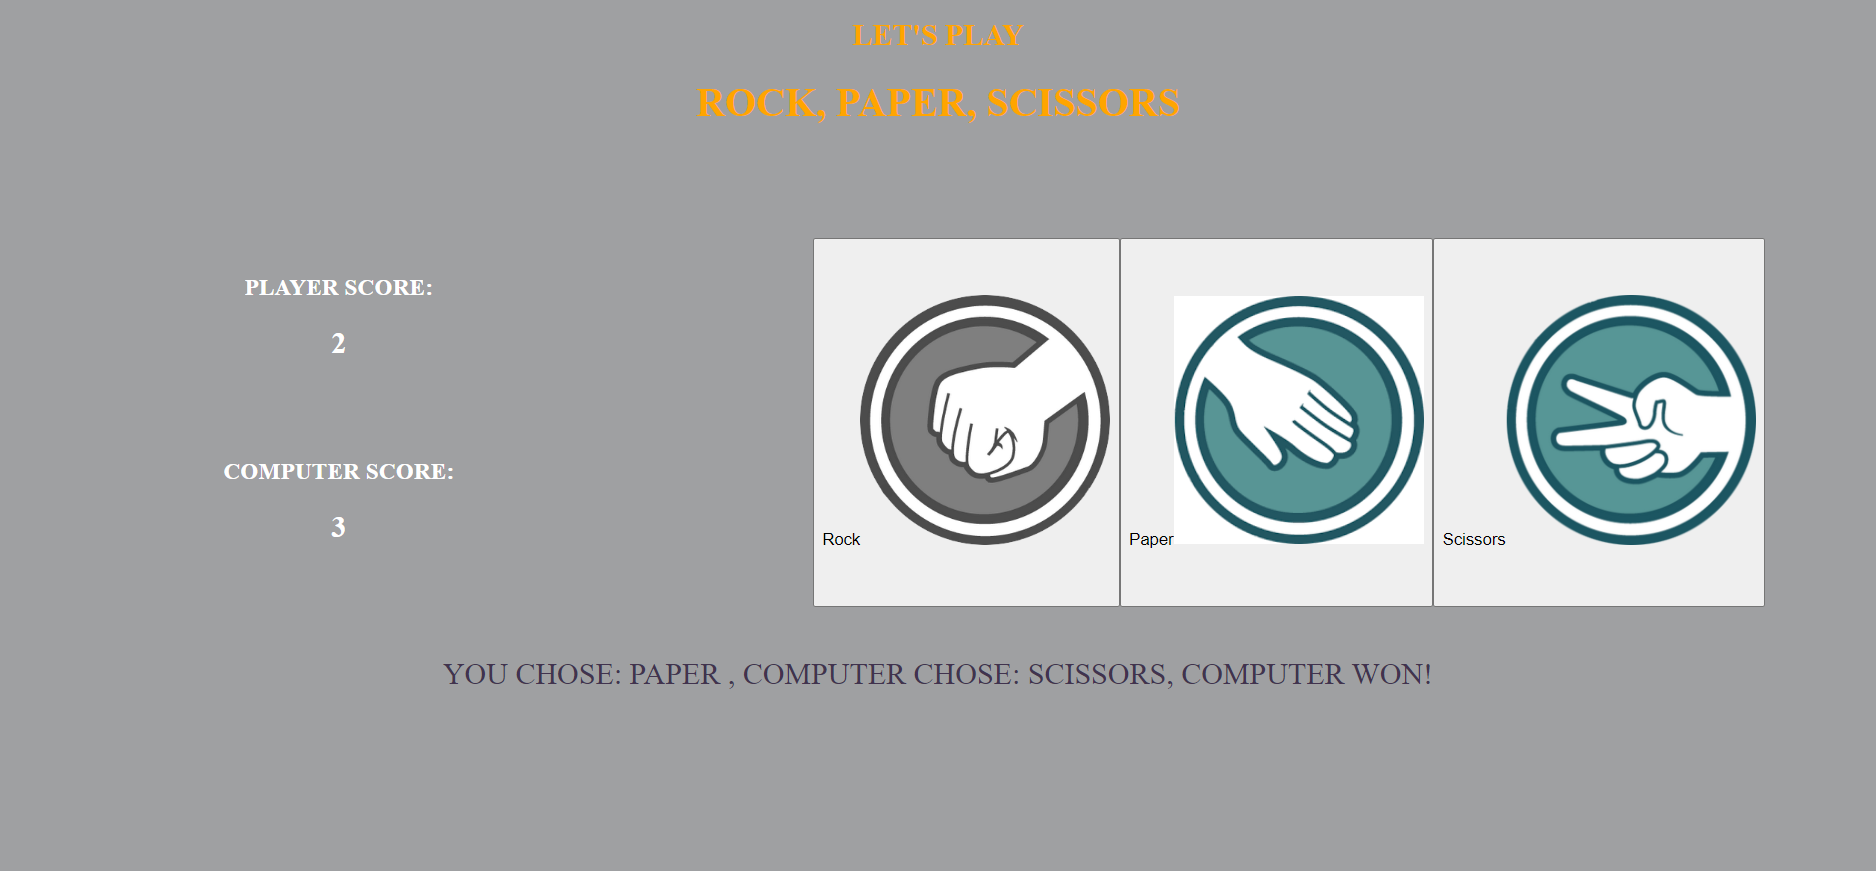 LET'S PLAY
ROCK, PAPER, SCISSORS
PLAYER SCORE:
2
COMPUTER SCORE:
3
Rock
Paper
Scissors
YOU CHOSE: PAPER , COMPUTER CHOSE: SCISSORS, COMPUTER WON!